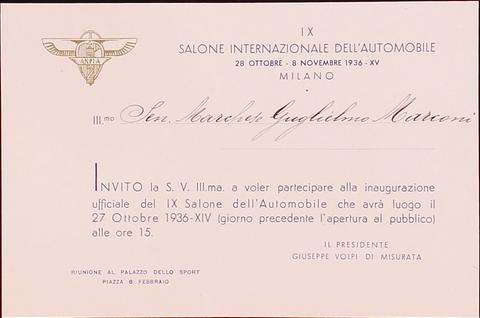 ANFIA
IX
SALONE INTERNAZIONALE DELL'AUTOMOBILE
28 OTTOBRE - 8 NOVEMBRE 1936 - XV
MILANO
Ill.mo Sen. Marchese Guglielmo Marconi
INVITO la S. V. Ill.ma. a voler partecipare alla inaugurazione
ufficiale del IX Salone dell'Automobile che avrà luogo il
27 Ottobre 1936-XIV (giorno precedente l'apertura al pubblico)
alle ore 15.
IL PRESIDENTE
GIUSEPPE VOLPI DI MISURATA
RIUNIONE AL PALAZZO DELLO SPORT
PIAZZA 6 FEBBRAIO